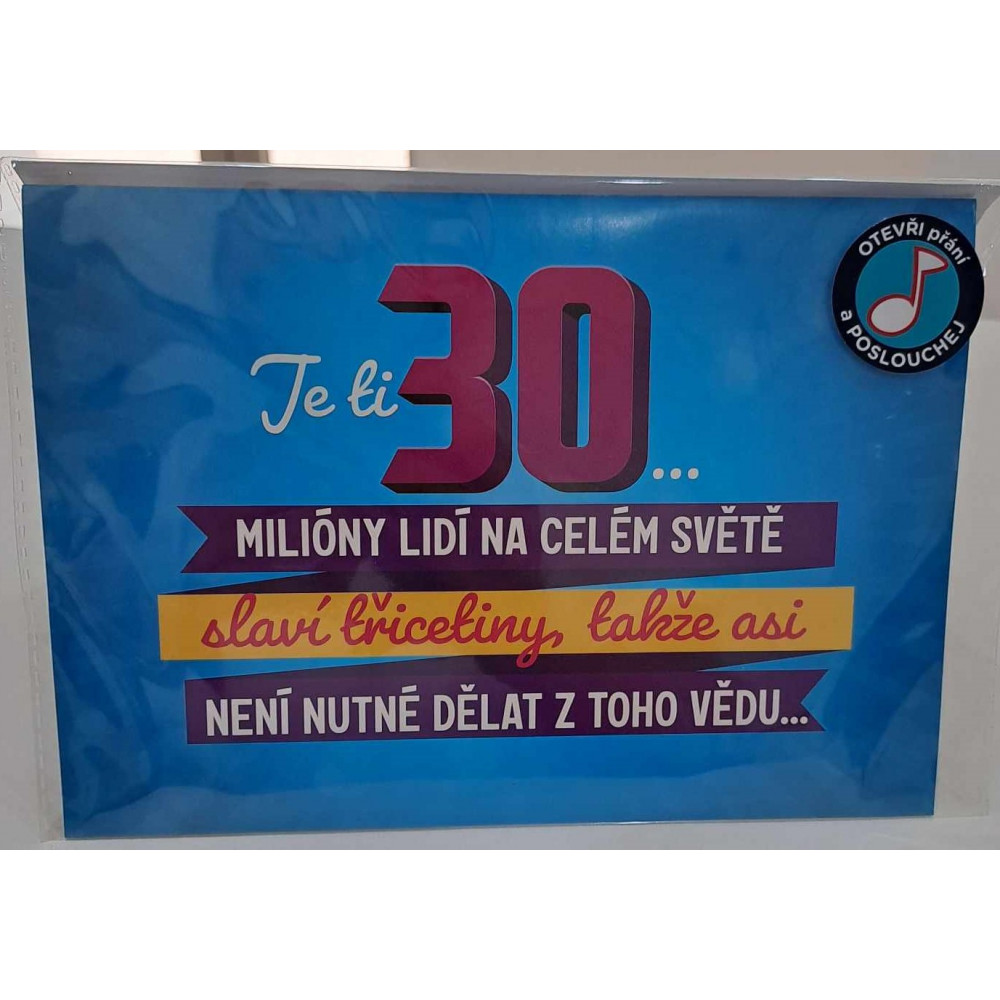 OTEVŘI přání
a POSLOUCHEJ
Je ti 30...
MILIÓNY LIDÍ NA CELÉM SVĚTĚ
slaví třicetiny, takže asi
NENÍ NUTNÉ DĚLAT Z TOHO VĚDU...